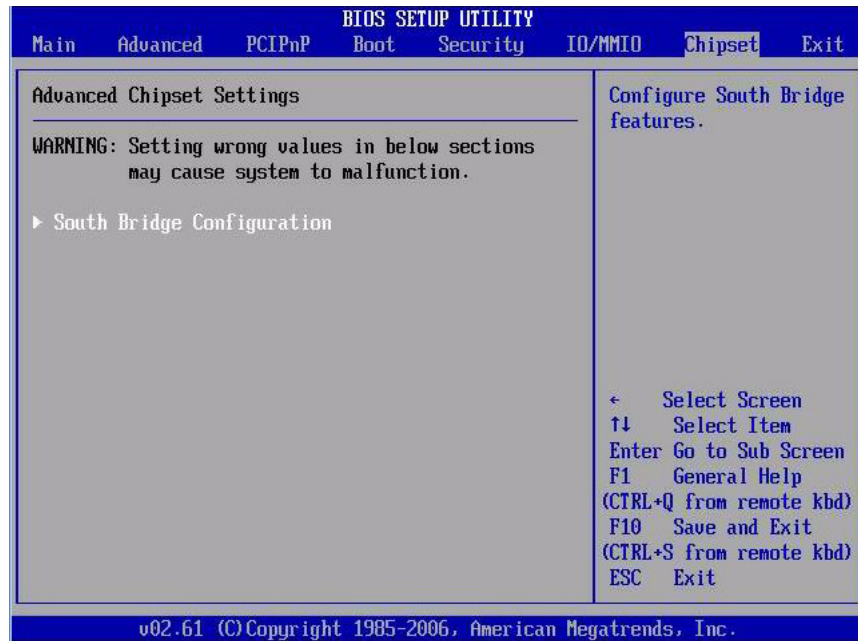 BIOS SETUP UTILITY
Main Advanced PCIPnP Boot Security IO/MMIO Chipset Exit
Advanced Chipset Settings
WARNING: Setting wrong values in below sections
may cause system to malfunction.
▶ South Bridge Configuration
Configure South Bridge
features.
← Select Screen
↑↓ Select Item
Enter Go to Sub Screen
F1 General Help
(CTRL+Q from remote kbd)
F10 Save and Exit
(CTRL+S from remote kbd)
ESC Exit
v02.61 (C)Copyright 1985-2006, American Megatrends, Inc.